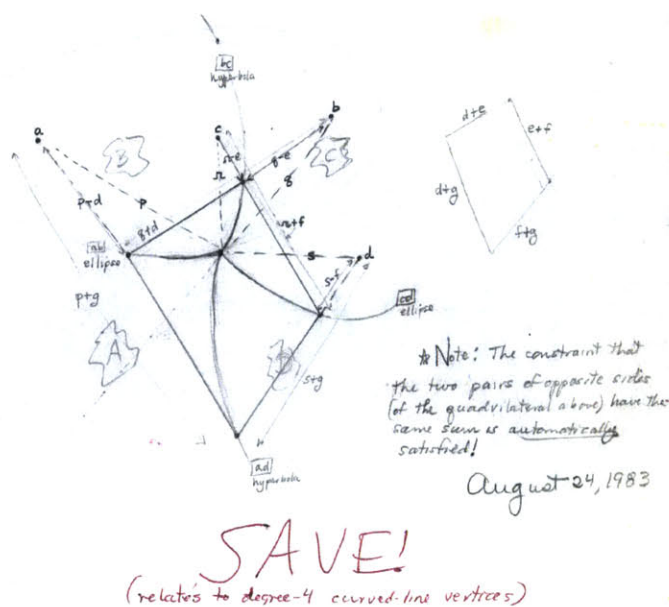 bc
hyperbola
b
a
c
B
C
r-e
q-e
d+e
e+f
r
q
p
p-d
q+d
r+f
d+g
s
d
ellipse
s-f
f+g
cd
ellipse
p+g
A
s+g
ad
hyperbola
*Note: The constraint that
the two pairs of opposite sides
(of the quadrilateral above) have the
same sum is automatically
satisfied!
August 24, 1983
SAVE!
(relates to degree-4 curved-line vertices)